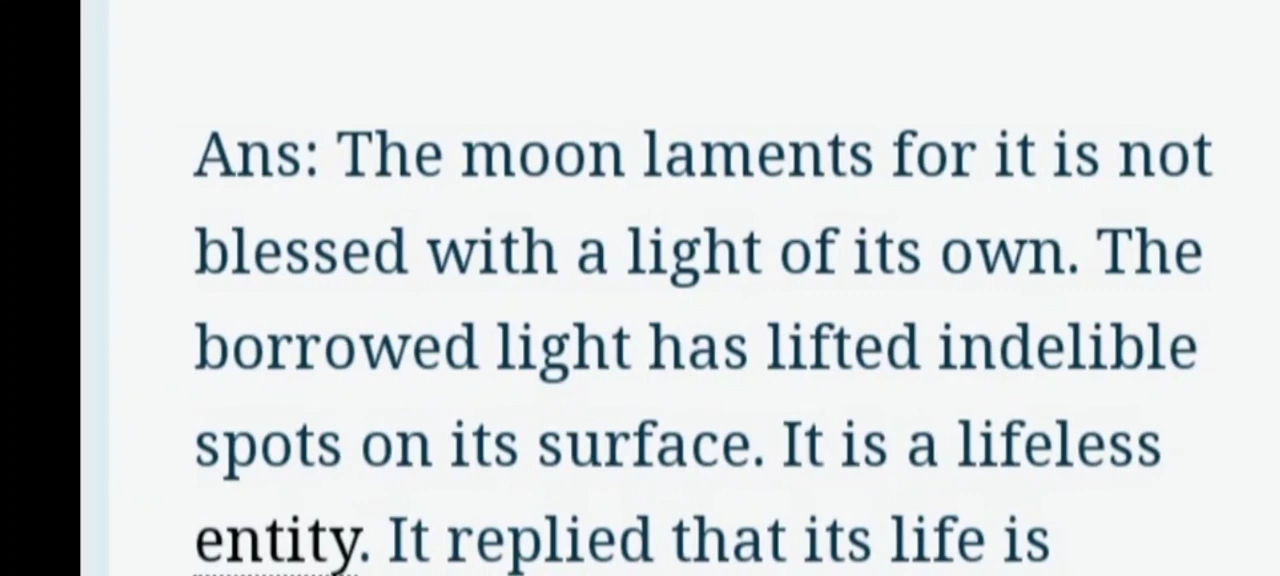 Ans: The moon laments for it is not
blessed with a light of its own. The
borrowed light has lifted indelible
spots on its surface. It is a lifeless
entity. It replied that its life is